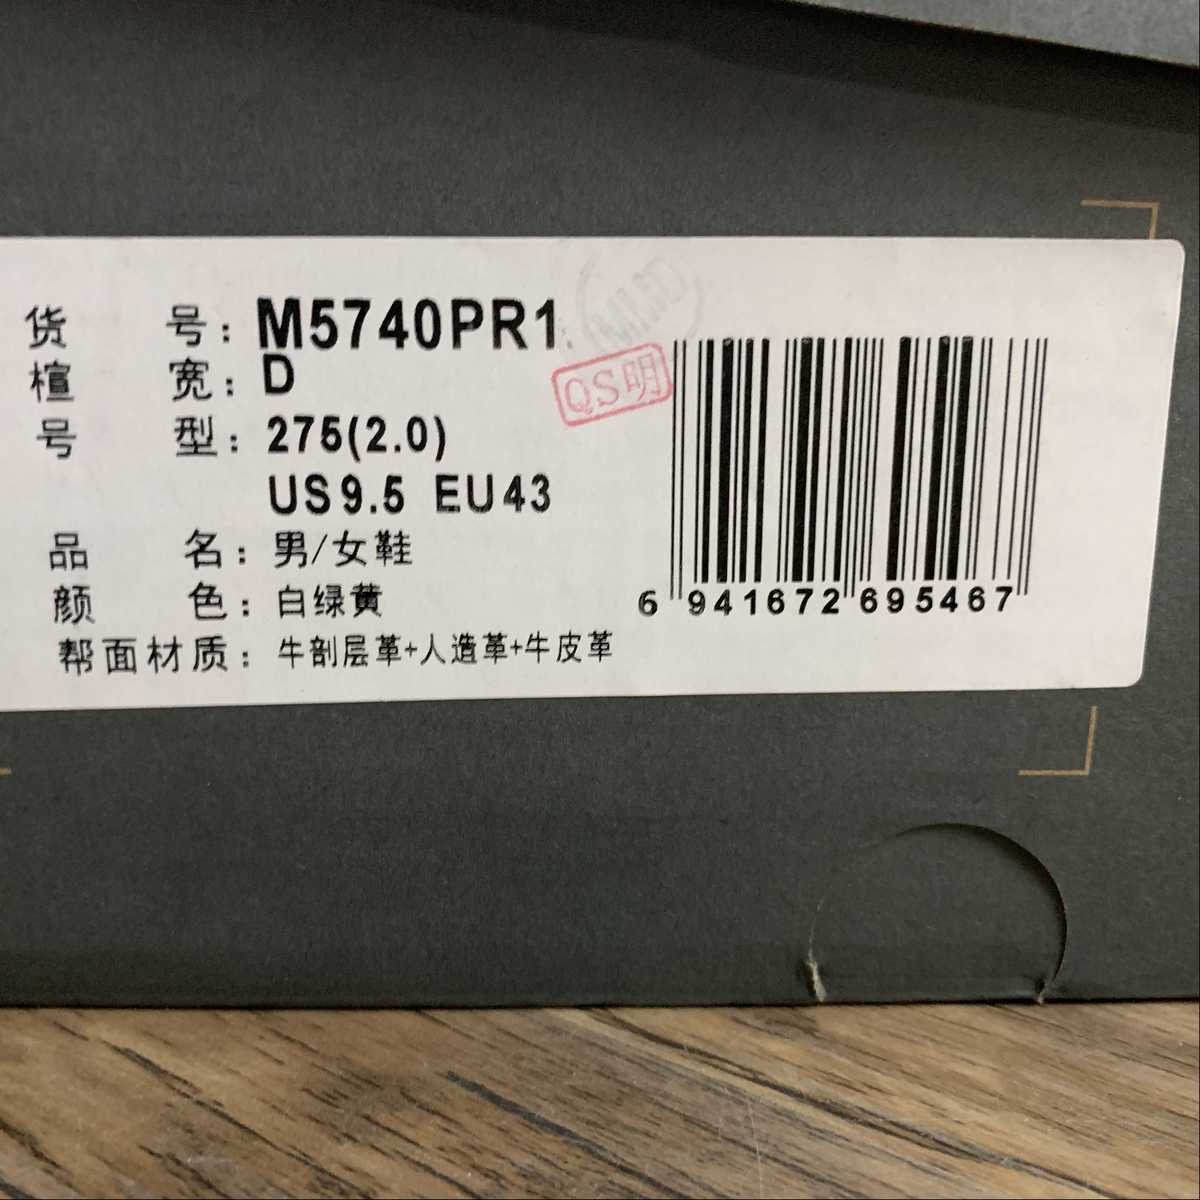 货 号: M5740PR1
楦 宽: D
号 型: 275(2.0)
US9.5 EU43
品 名: 男/女鞋
颜 色: 白绿黄
帮面材质: 牛剖层革+人造革+牛皮革
QS明
6 941672 695467